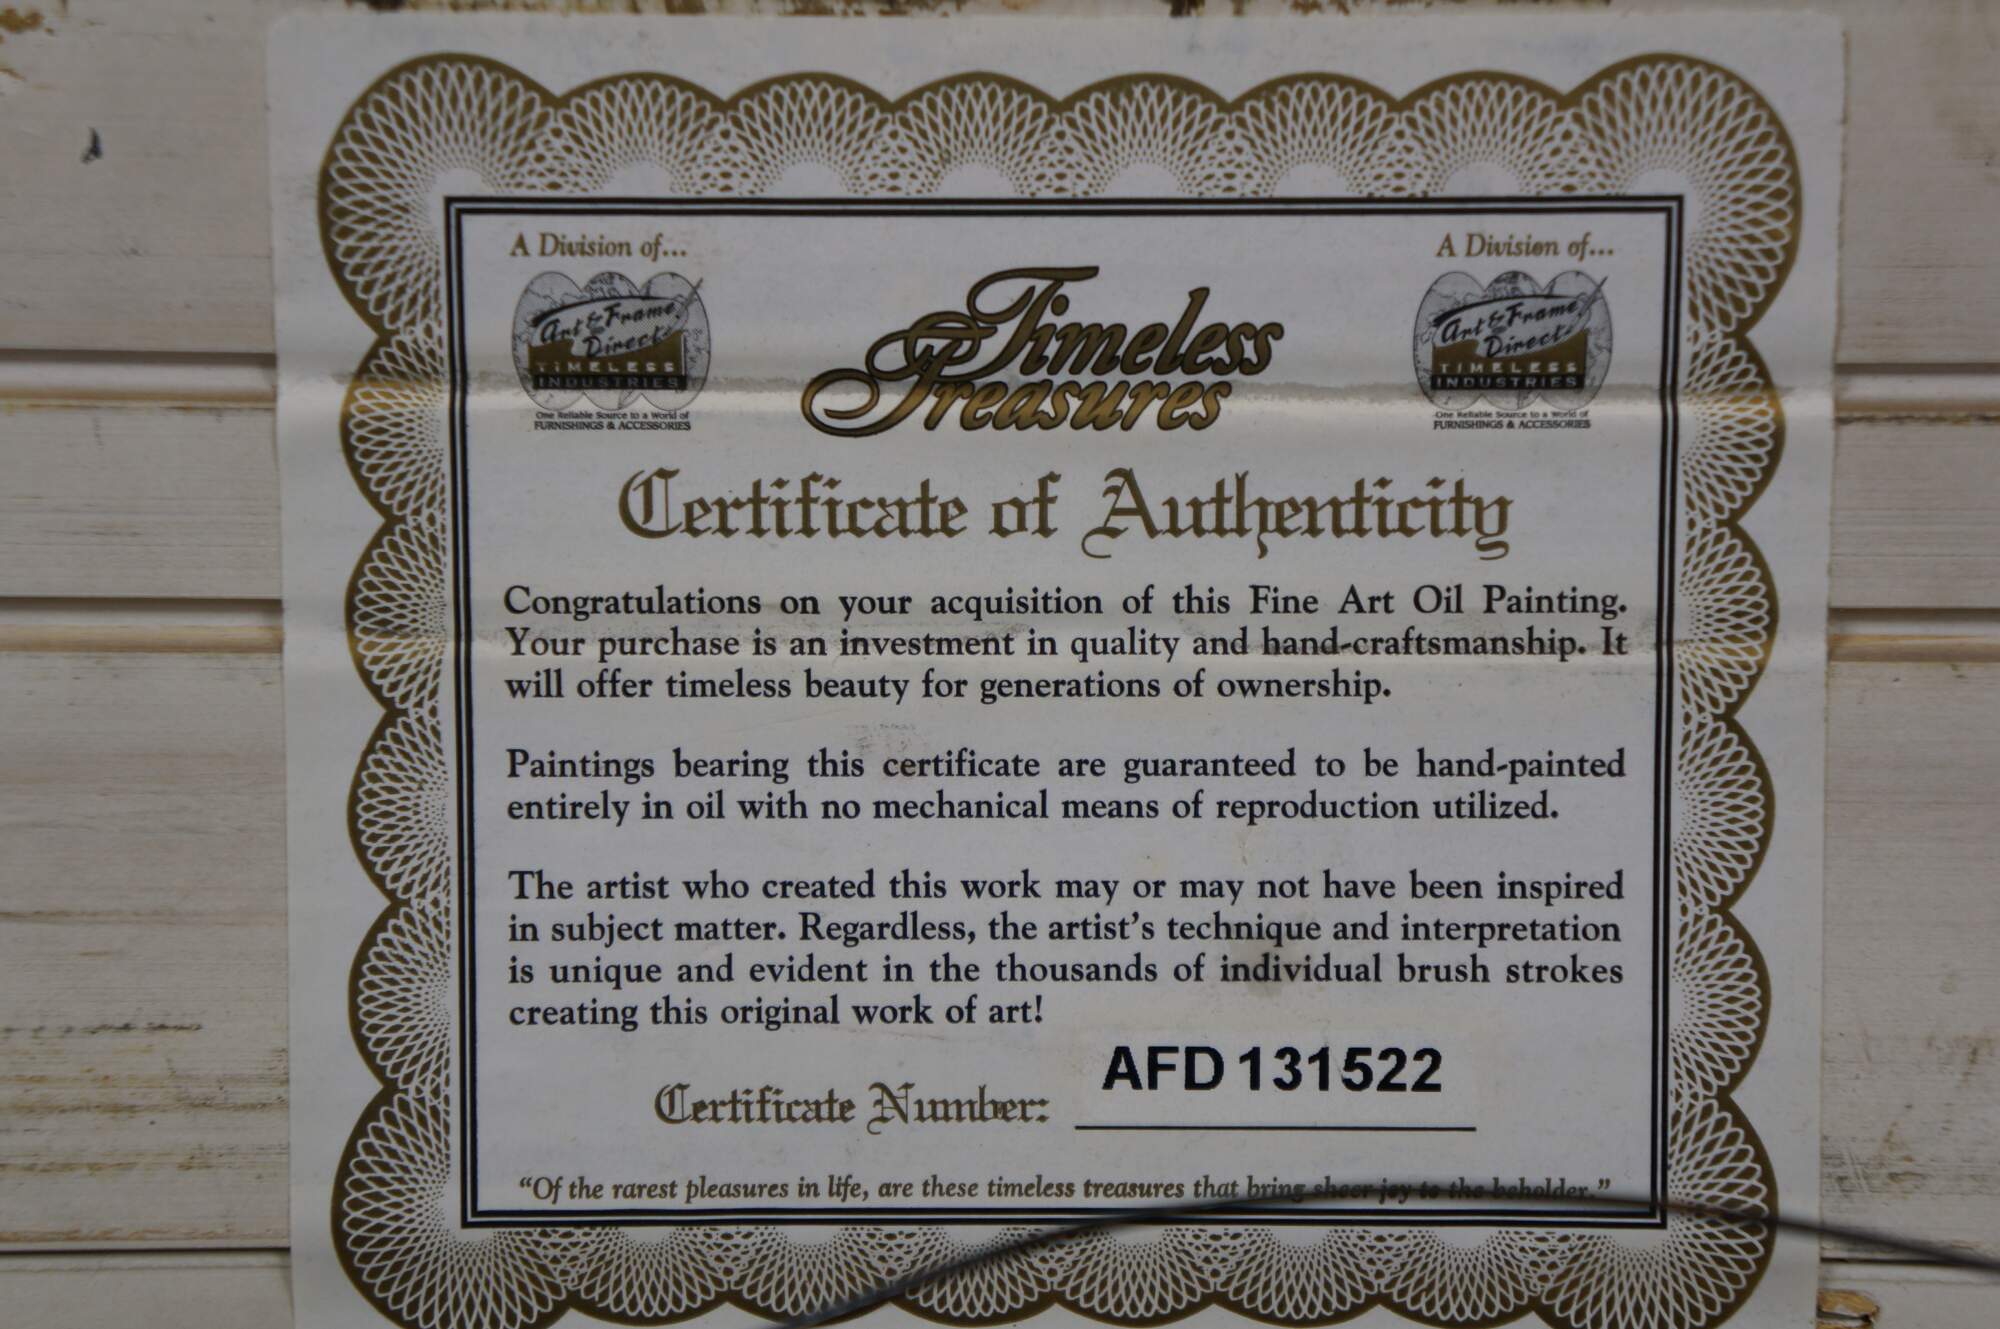 A Division of...
Art & Frame
Direct
TIMELESS
INDUSTRIES
One Reliable Source to a World of
FURNISHINGS & ACCESSORIES
Timeless
Treasures
A Division of...
Art & Frame
Direct
TIMELESS
INDUSTRIES
One Reliable Source to a World of
FURNISHINGS & ACCESSORIES
Certificate of Authenticity
Congratulations on your acquisition of this Fine Art Oil Painting.
Your purchase is an investment in quality and hand-craftsmanship. It
will offer timeless beauty for generations of ownership.
Paintings bearing this certificate are guaranteed to be hand-painted
entirely in oil with no mechanical means of reproduction utilized.
The artist who created this work may or may not have been inspired
in subject matter. Regardless, the artist's technique and interpretation
is unique and evident in the thousands of individual brush strokes
creating this original work of art!
Certificate Number: AFD 131522
“Of the rarest pleasures in life, are these timeless treasures that bring sheer joy to the beholder.”